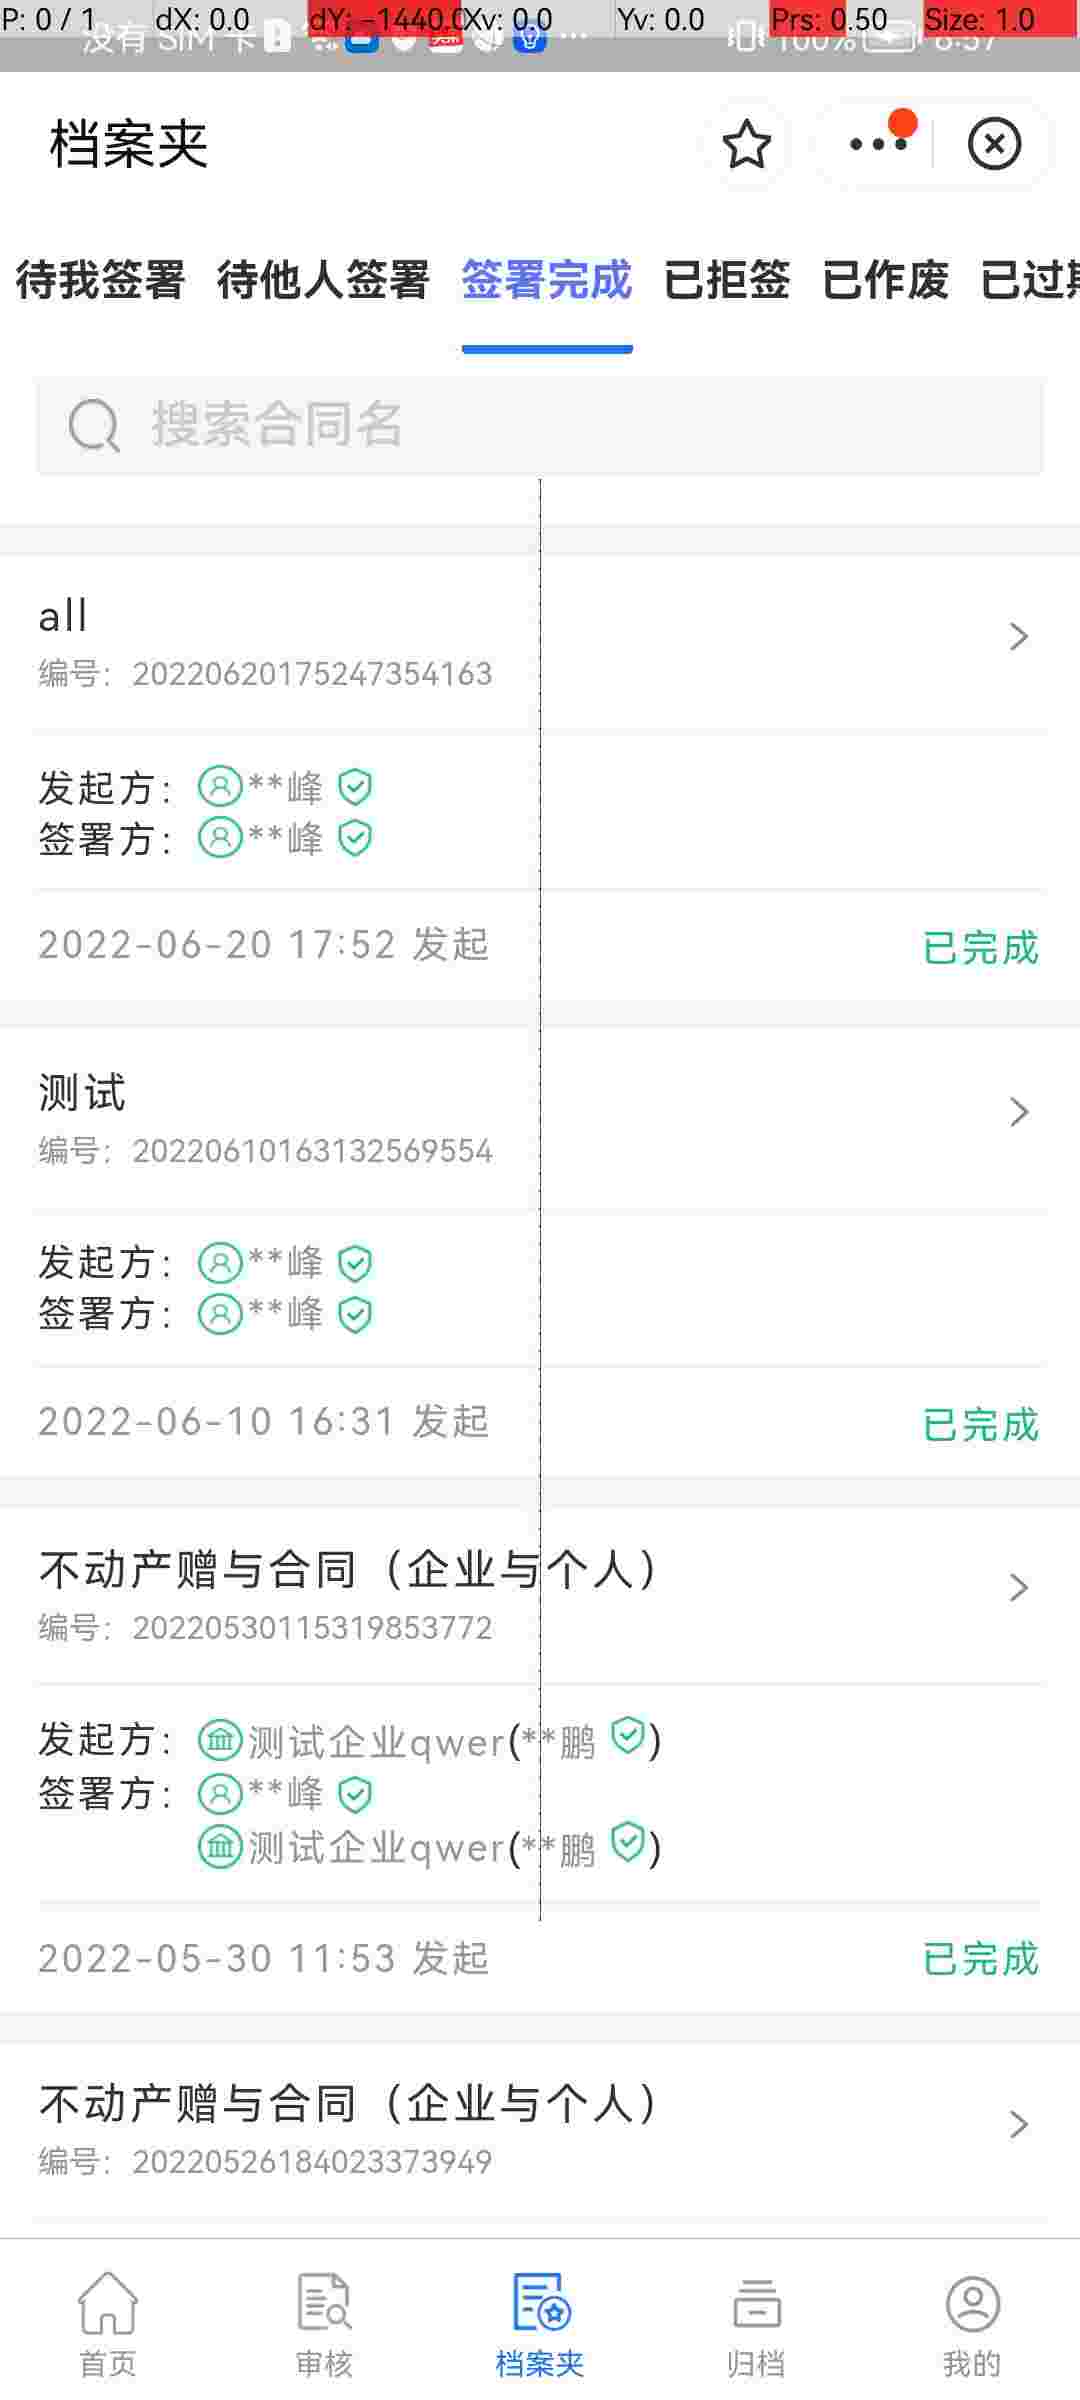 P: 0 / 1 dX: 0.0 dY: -1440.0 Xv: 0.0 Yv: 0.0 Prs: 0.50 Size: 1.0
没有 SIM 卡 100% 8:37
档案夹
待我签署 待他人签署 签署完成 已拒签 已作废 已过期
搜索合同名
all
编号：20220620175247354163
发起方：**峰
签署方：**峰
2022-06-20 17:52 发起 已完成
测试
编号：20220610163132569554
发起方：**峰
签署方：**峰
2022-06-10 16:31 发起 已完成
不动产赠与合同（企业与个人）
编号：20220530115319853772
发起方：测试企业qwer(**鹏)
签署方：**峰
测试企业qwer(**鹏)
2022-05-30 11:53 发起 已完成
不动产赠与合同（企业与个人）
编号：20220526184023373949
首页 审核 档案夹 归档 我的